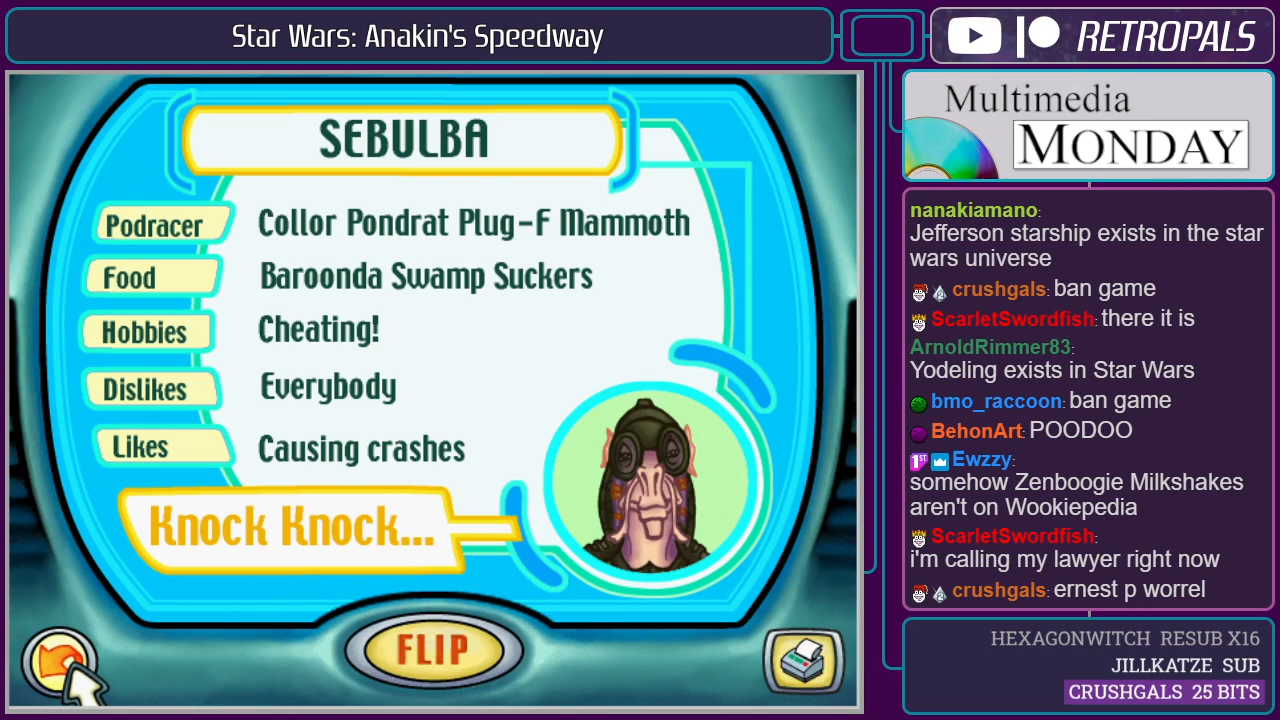 Star Wars: Anakin's Speedway
RETROPALS
SEBULBA
Podracer Collor Pondrat Plug-F Mammoth
Food Baroonda Swamp Suckers
Hobbies Cheating!
Dislikes Everybody
Likes Causing crashes
Knock Knock...
FLIP
Multimedia
MONDAY
nanakiamano:
Jefferson starship exists in the star
wars universe
2 crushgals: ban game
ScarletSwordfish: there it is
ArnoldRimmer83:
Yodeling exists in Star Wars
bmo_raccoon: ban game
BehonArt: POODOO
1ST Ewzzy:
somehow Zenboogie Milkshakes
aren't on Wookiepedia
ScarletSwordfish:
i'm calling my lawyer right now
2 crushgals: ernest p worrel
HEXAGONWITCH RESUB X16
JILLKATZE SUB
CRUSHGALS 25 BITS